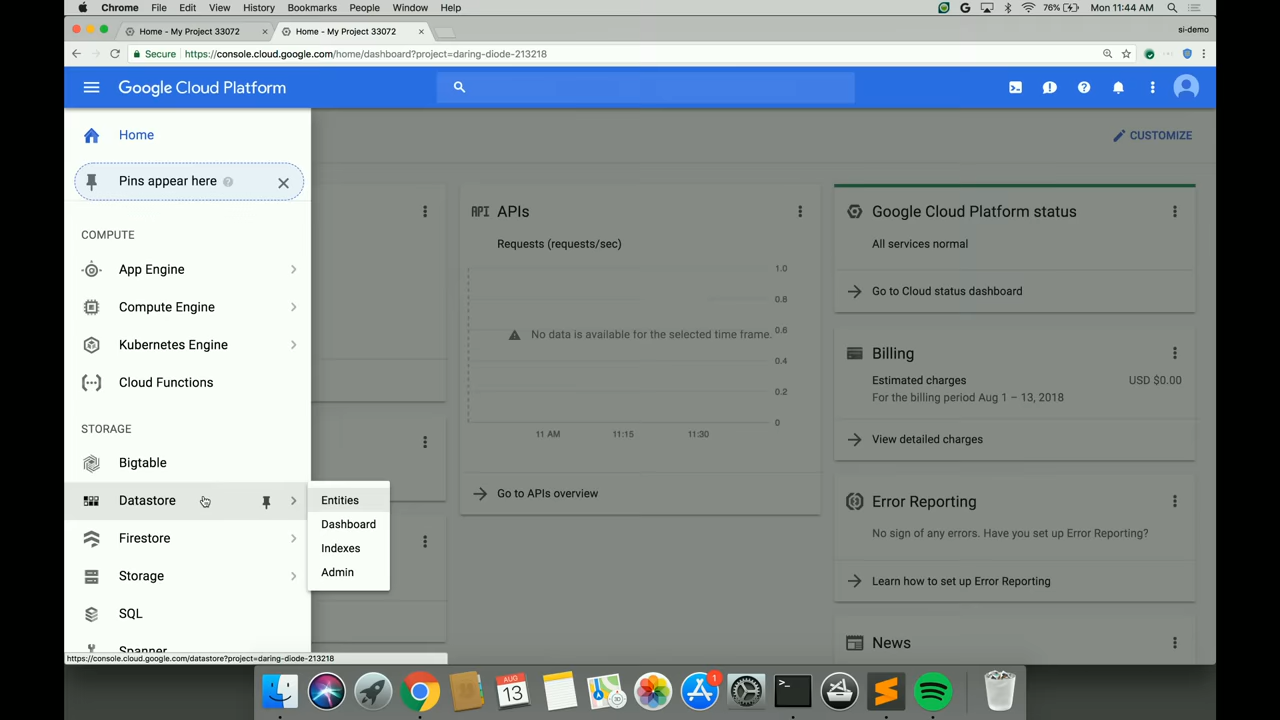 Chrome File Edit View History Bookmarks People Window Help
76% Mon 11:44 AM
Home - My Project 33072
Home - My Project 33072
si-demo
Secure https://console.cloud.google.com/home/dashboard?project=daring-diode-213218
Google Cloud Platform
Home
CUSTOMIZE
Pins appear here
COMPUTE
App Engine
Compute Engine
Kubernetes Engine
Cloud Functions
STORAGE
Bigtable
Datastore
Firestore
Storage
SQL
Spanner
Entities
Dashboard
Indexes
Admin
API APIs
Requests (requests/sec)
1.0
0.8
0.6
0.4
0.2
0
No data is available for the selected time frame.
11 AM 11:15 11:30
Go to APIs overview
Google Cloud Platform status
All services normal
Go to Cloud status dashboard
Billing
Estimated charges USD $0.00
For the billing period Aug 1 – 13, 2018
View detailed charges
Error Reporting
No sign of any errors. Have you set up Error Reporting?
Learn how to set up Error Reporting
News
https://console.cloud.google.com/datastore?project=daring-diode-213218
AUG
13
1